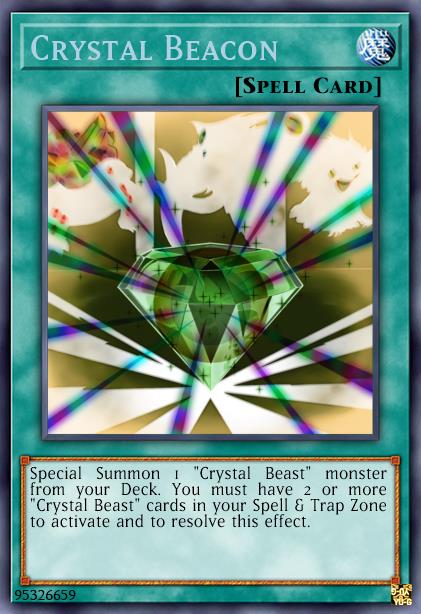 Crystal Beacon
魔
[Spell Card]
Special Summon 1 "Crystal Beast" monster
from your Deck. You must have 2 or more
"Crystal Beast" cards in your Spell & Trap Zone
to activate and to resolve this effect.
95326659